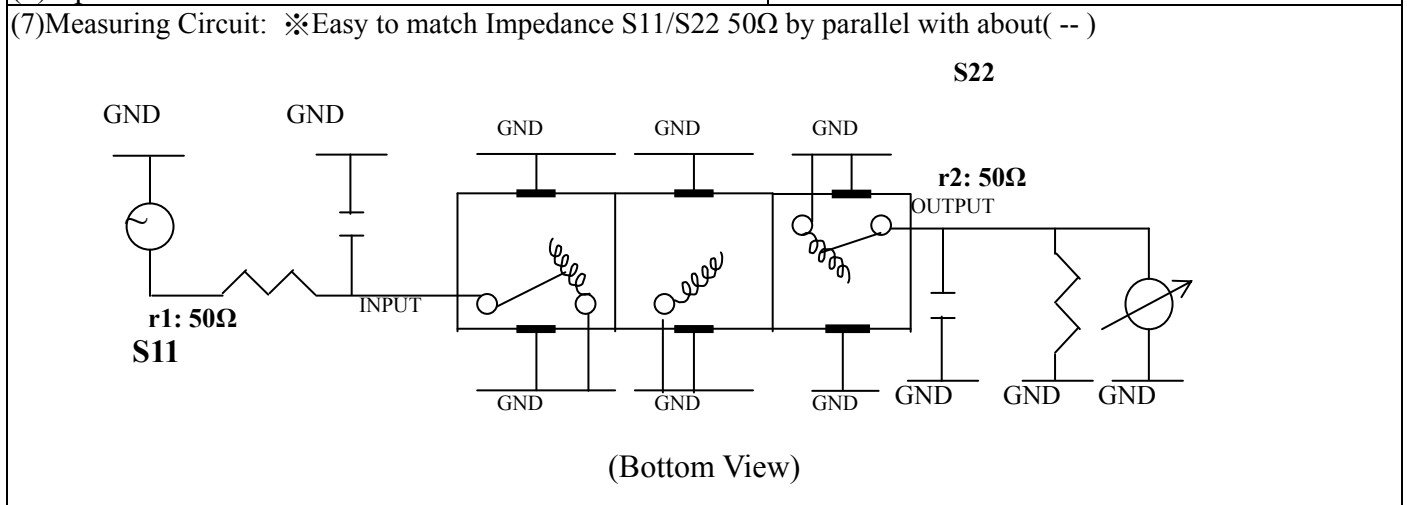 (7)Measuring Circuit: ※Easy to match Impedance S11/S22 50Ω by parallel with about( -- )
S22
GND GND GND GND GND
r2: 50Ω
OUTPUT
INPUT
r1: 50Ω
S11
GND GND GND GND GND GND
(Bottom View)